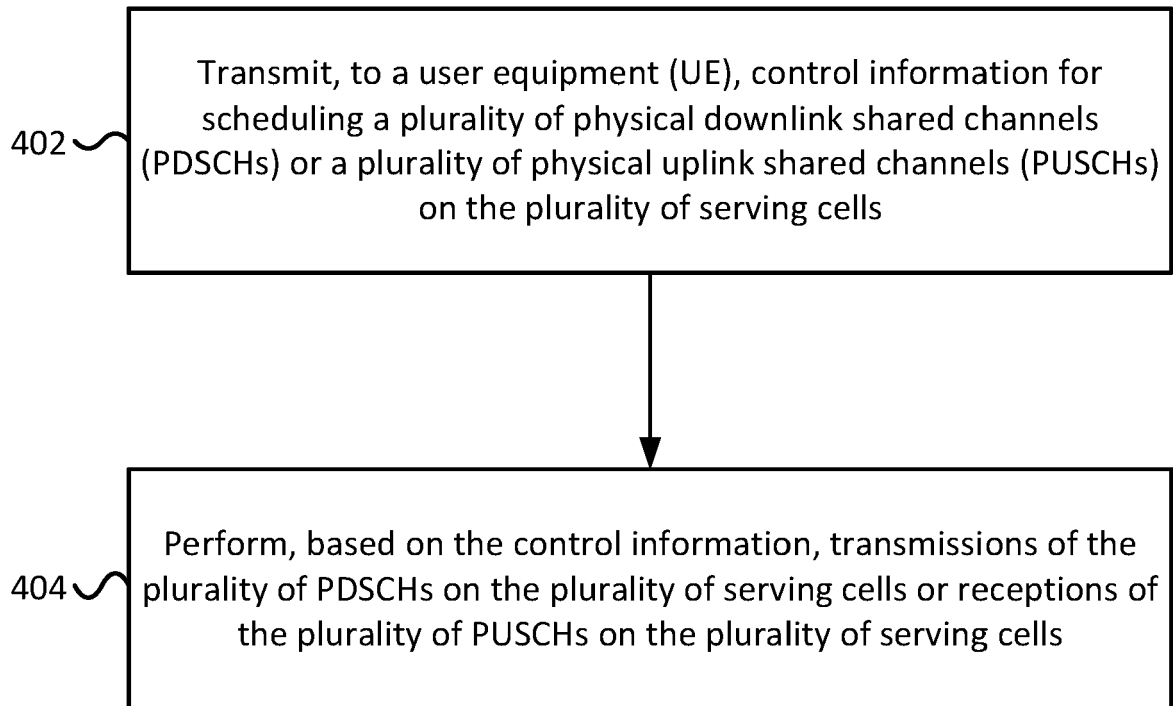 Transmit, to a user equipment (UE), control information for
scheduling a plurality of physical downlink shared channels
402
(PDSCHs) or a plurality of physical uplink shared channels (PUSCHs)
on the plurality of serving cells
Perform, based on the control information, transmissions of the
404
plurality of PDSCHs on the plurality of serving cells or receptions of
the plurality of PUSCHs on the plurality of serving cells